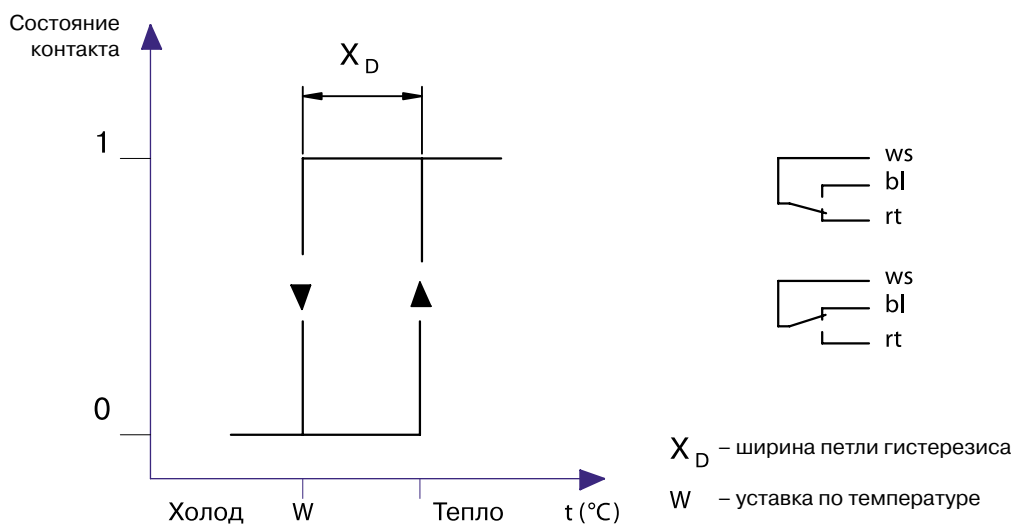 Состояние
контакта
X D
1
0
Холод W Тепло t (°C)
ws
bl
rt
ws
bl
rt
X D – ширина петли гистерезиса
W – уставка по температуре